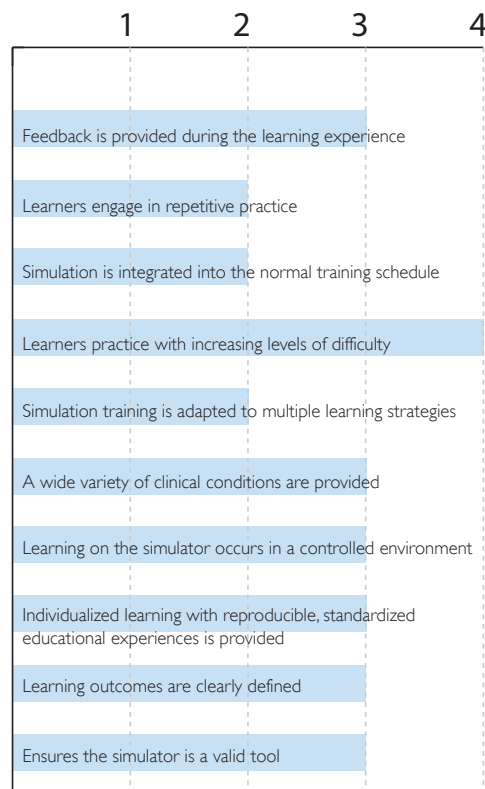 1 2 3 4
Feedback is provided during the learning experience
Learners engage in repetitive practice
Simulation is integrated into the normal training schedule
Learners practice with increasing levels of difficulty
Simulation training is adapted to multiple learning strategies
A wide variety of clinical conditions are provided
Learning on the simulator occurs in a controlled environment
Individualized learning with reproducible, standardized
educational experiences is provided
Learning outcomes are clearly defined
Ensures the simulator is a valid tool